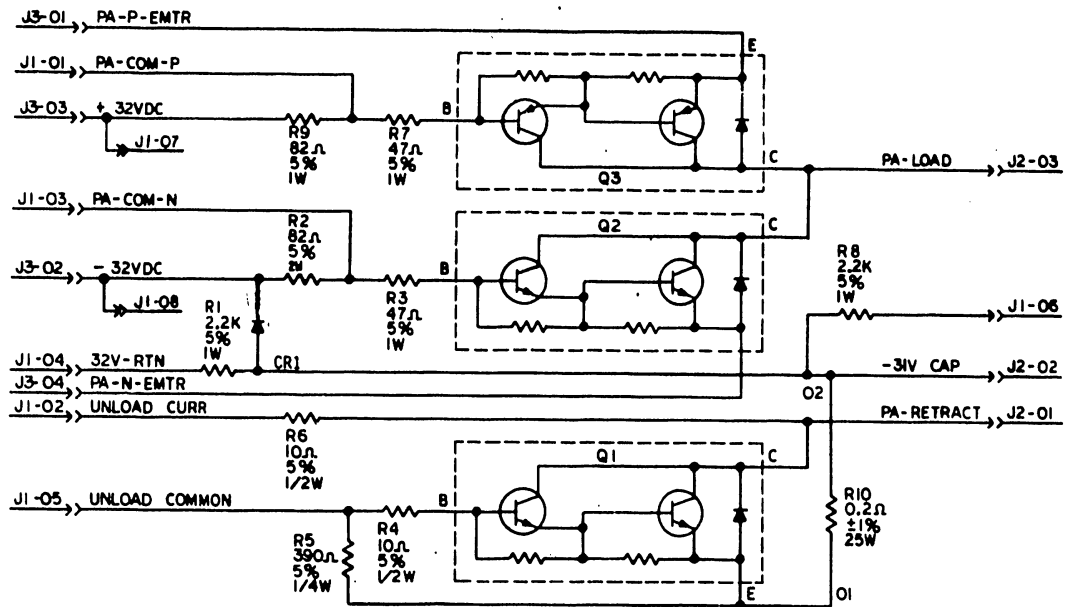 J3-01 PA-P-EMTR
E
J1-01 PA-COM-P
J3-03 + 32VDC
J1-07
R9
82Ω
5%
1W
R7
47Ω
5%
1W
B
Q3
C
PA-LOAD J2-03
J1-03 PA-COM-N
J3-02 - 32VDC
J1-08
R2
82Ω
5%
2W
R3
47Ω
5%
1W
B
Q2
C
R8
2.2K
5%
1W
J1-06
R1
2.2K
5%
1W
J1-04 32V-RTN
CR1
-31V CAP J2-02
O2
J3-04 PA-N-EMTR
J1-02 UNLOAD CURR
R6
10Ω
5%
1/2W
PA-RETRACT J2-01
Q1
C
J1-05 UNLOAD COMMON
B
R4
10Ω
5%
1/2W
R5
390Ω
5%
1/4W
R10
0.2Ω
±1%
25W
E
O1